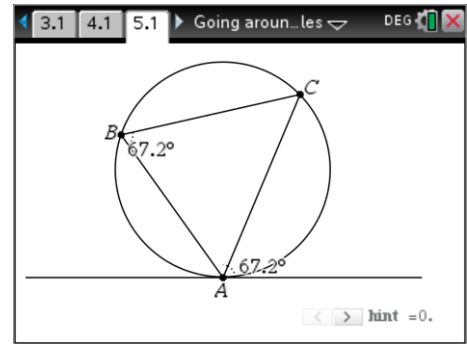 3.1 4.1 5.1 Going aroun…les DEG
C
B
67.2°
67.2°
A
< > hint =0.